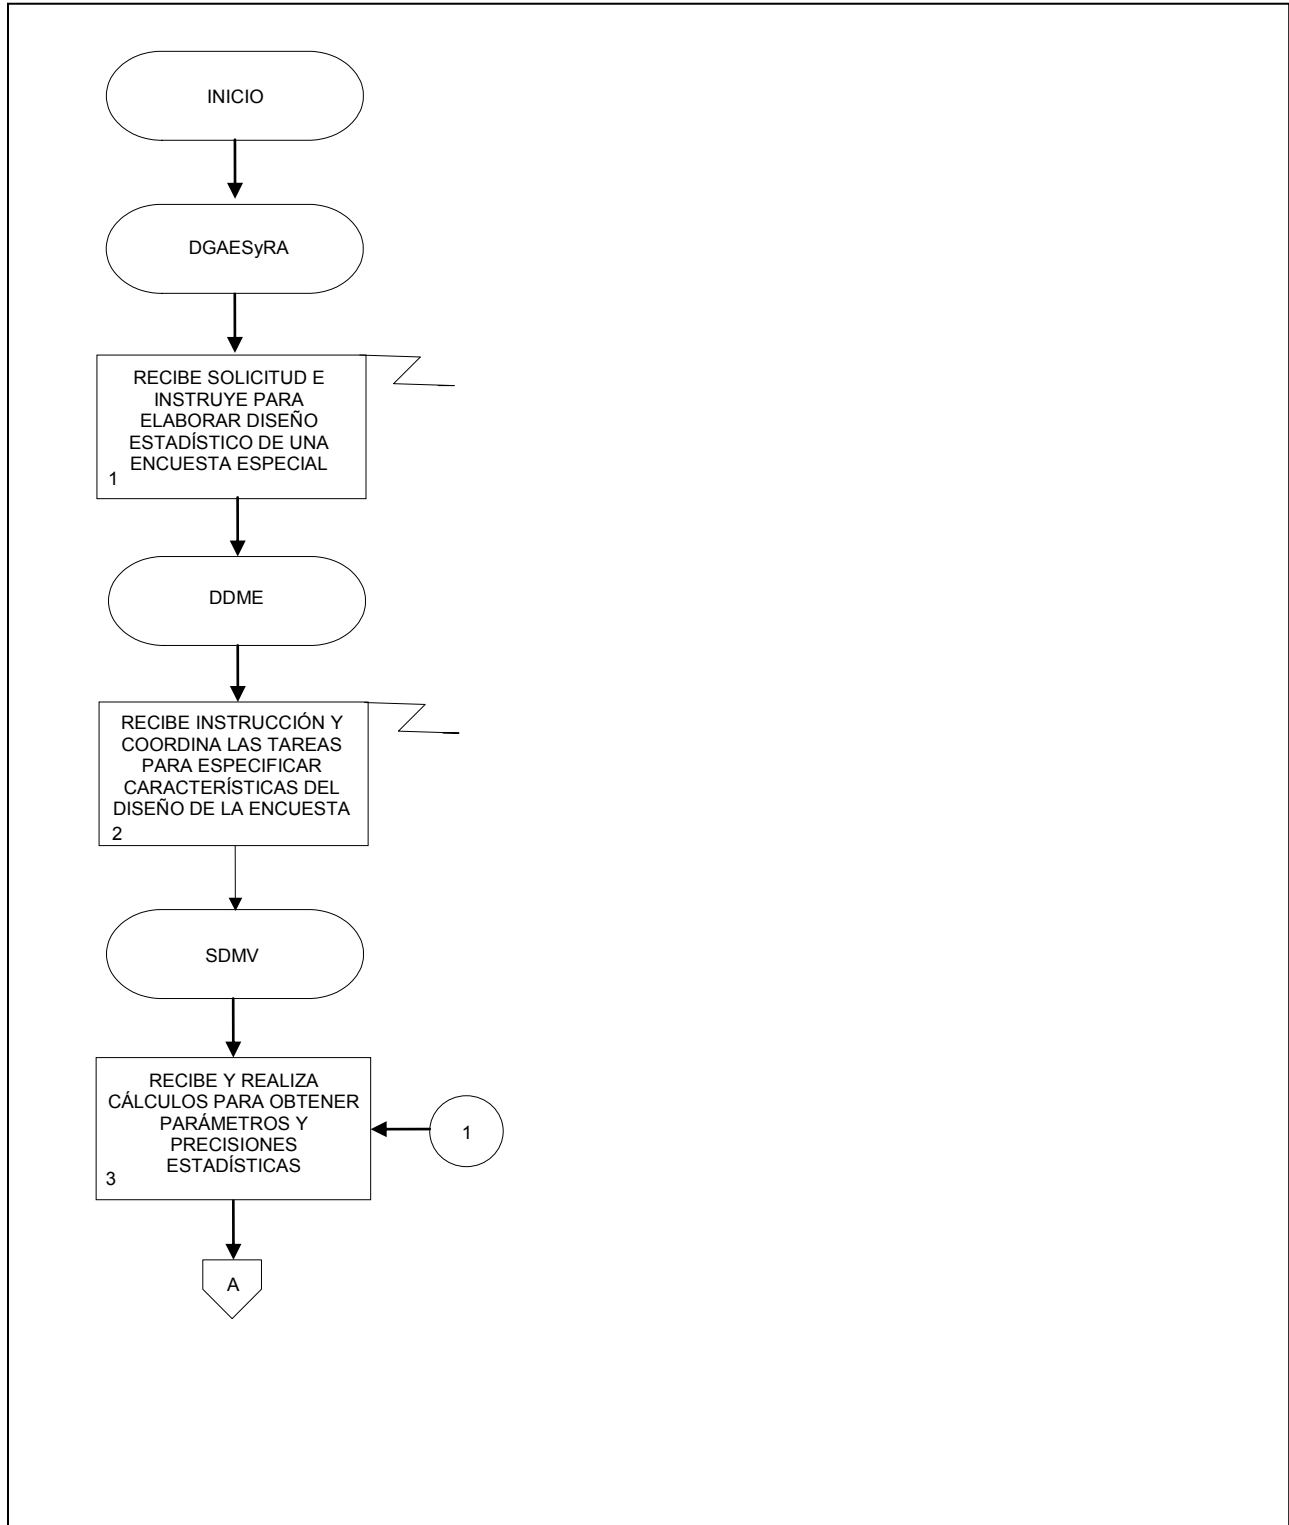 INICIO
DGAESyRA
RECIBE SOLICITUD E
INSTRUYE PARA
ELABORAR DISEÑO
ESTADÍSTICO DE UNA
ENCUESTA ESPECIAL
1
DDME
RECIBE INSTRUCCIÓN Y
COORDINA LAS TAREAS
PARA ESPECIFICAR
CARACTERÍSTICAS DEL
DISEÑO DE LA ENCUESTA
2
SDMV
RECIBE Y REALIZA
CÁLCULOS PARA OBTENER
PARÁMETROS Y
PRECISIONES
ESTADÍSTICAS
3
1
A